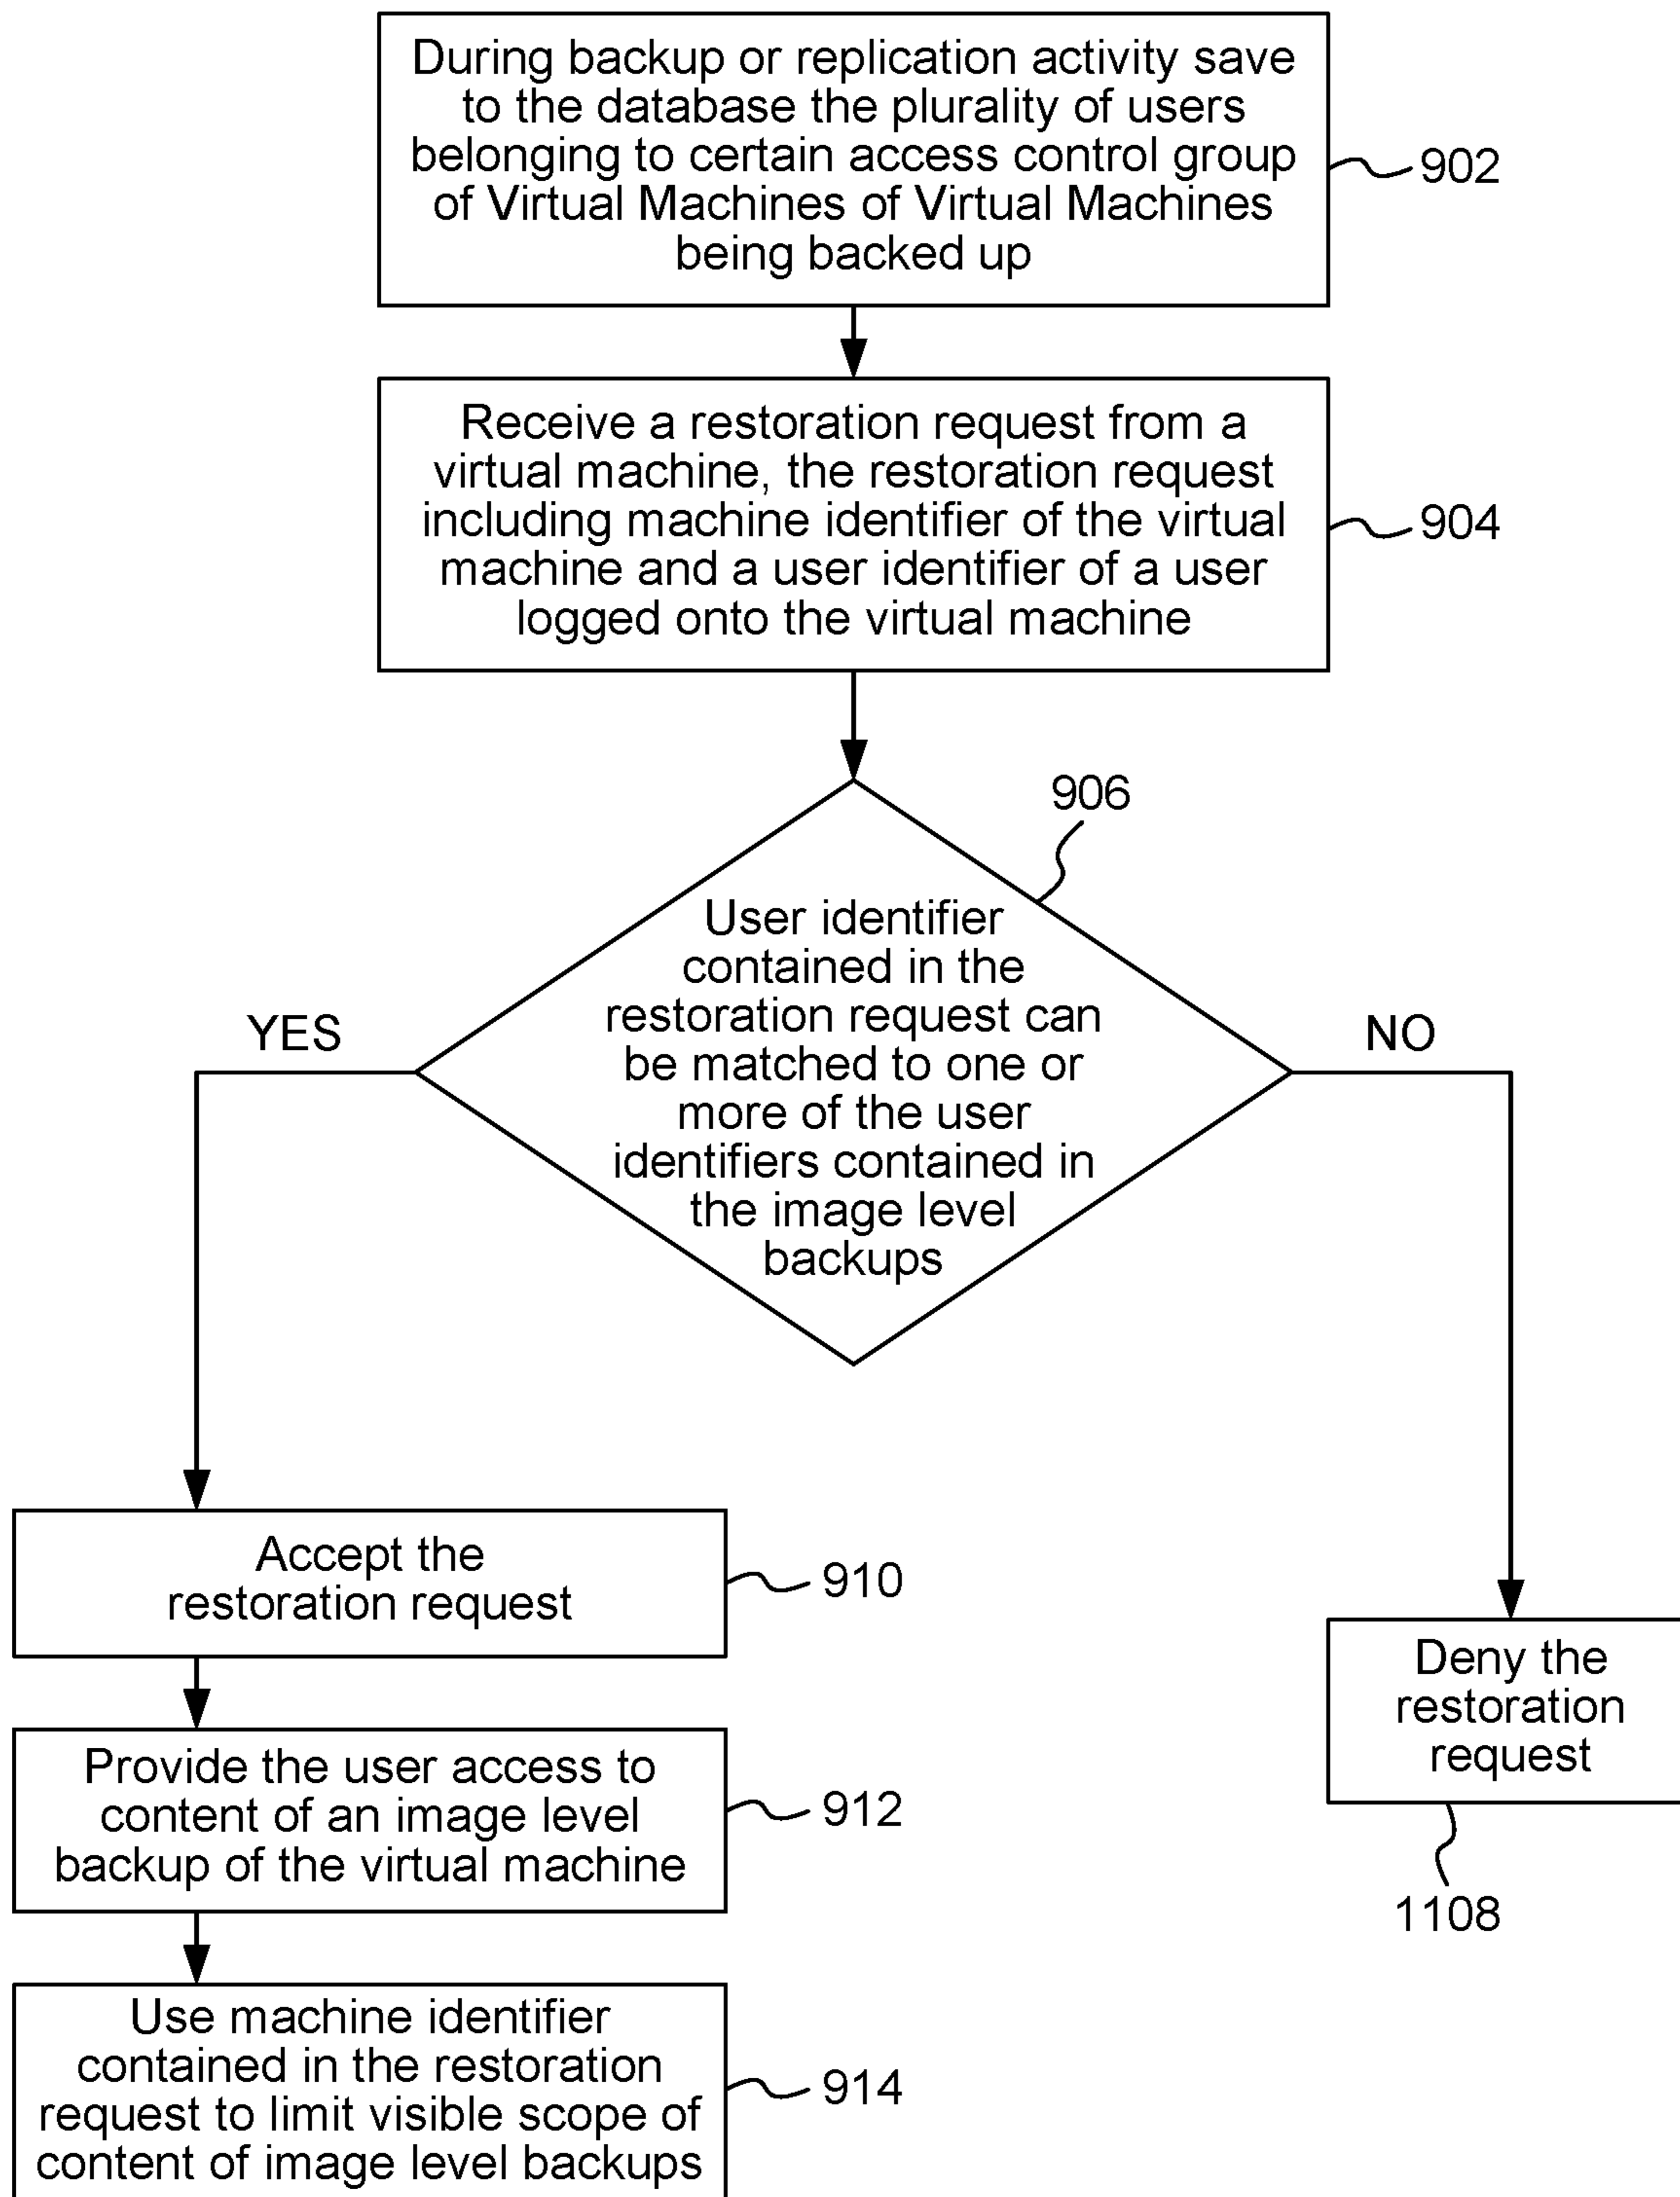 During backup or replication activity save
to the database the plurality of users
belonging to certain access control group
of Virtual Machines of Virtual Machines
being backed up
902
Receive a restoration request from a
virtual machine, the restoration request
including machine identifier of the virtual
machine and a user identifier of a user
logged onto the virtual machine
904
906
User identifier
contained in the
restoration request can
be matched to one or
more of the user
identifiers contained in
the image level
backups
YES
NO
Accept the
restoration request
910
Provide the user access to
content of an image level
backup of the virtual machine
912
Use machine identifier
contained in the restoration
request to limit visible scope of
content of image level backups
914
Deny the
restoration
request
1108